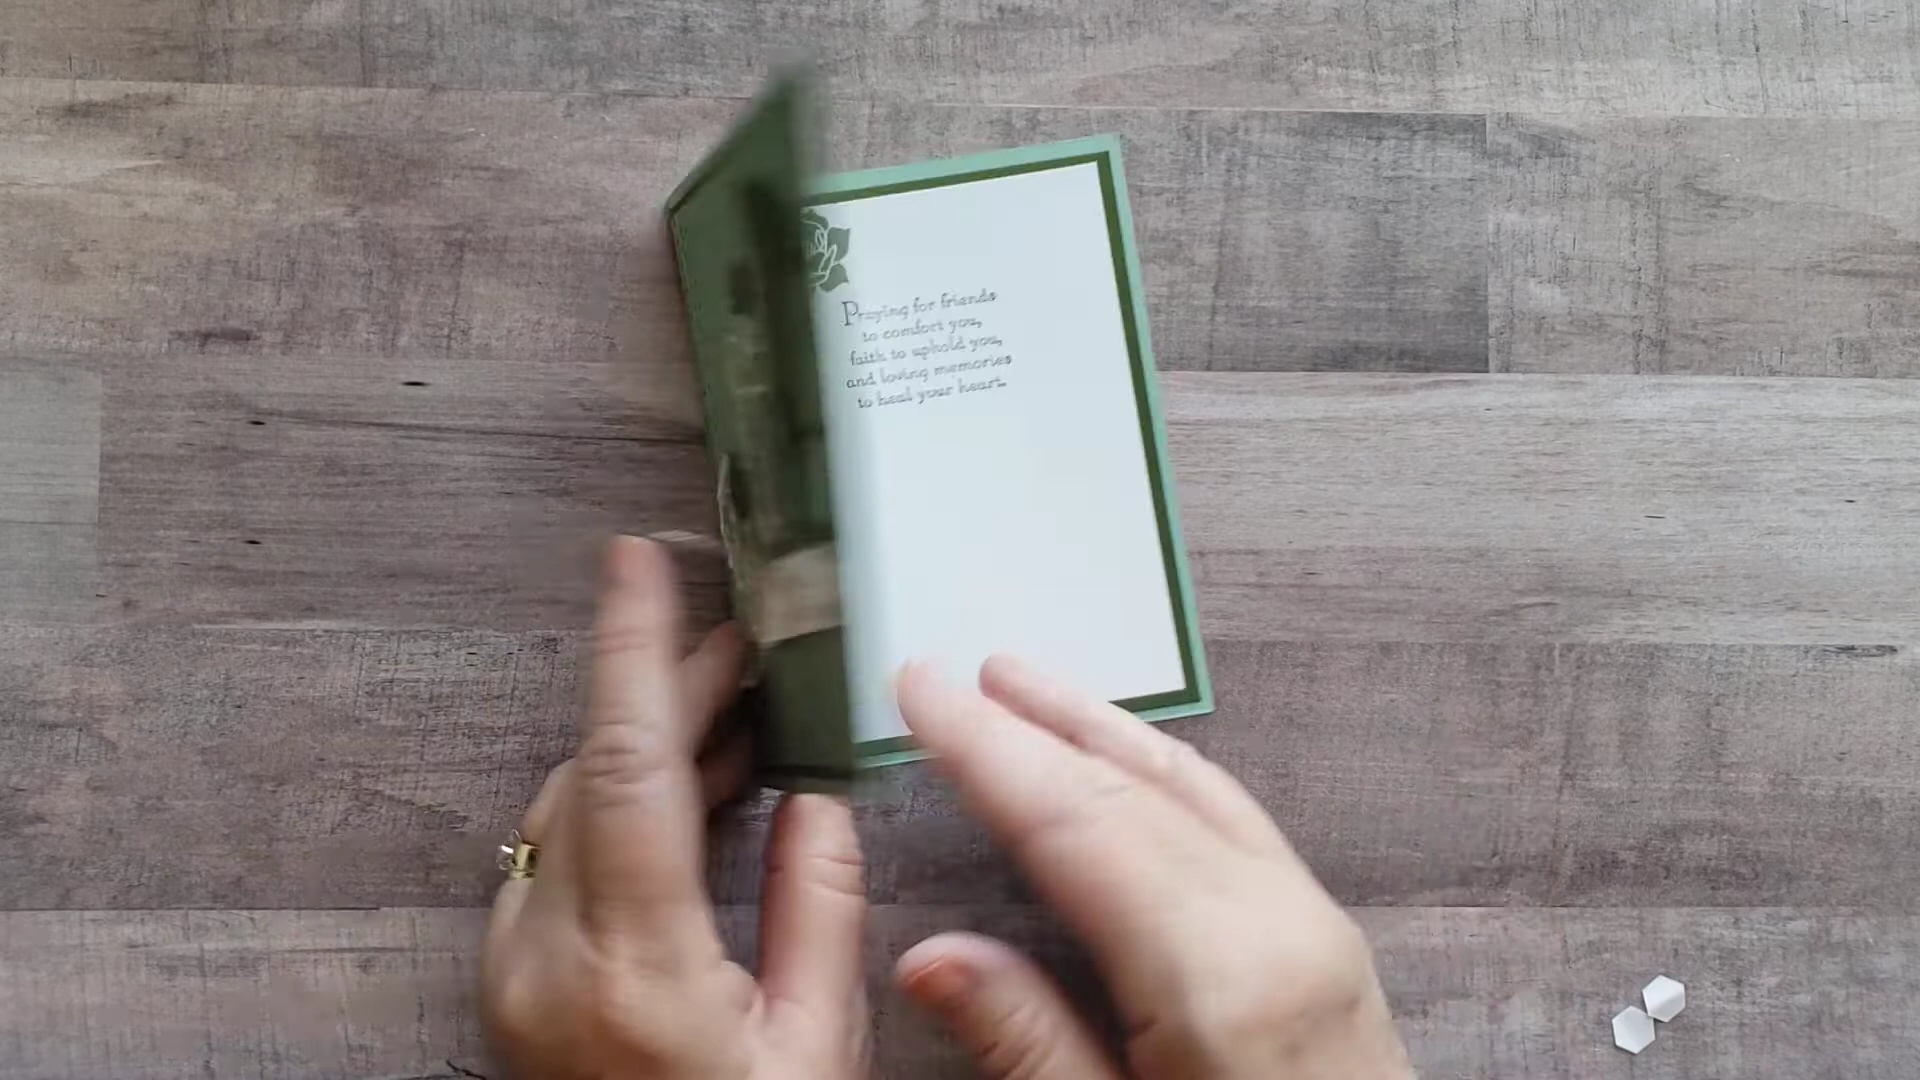 Praying for friends
to comfort you,
faith to uphold you,
and loving memories
to heal your heart.